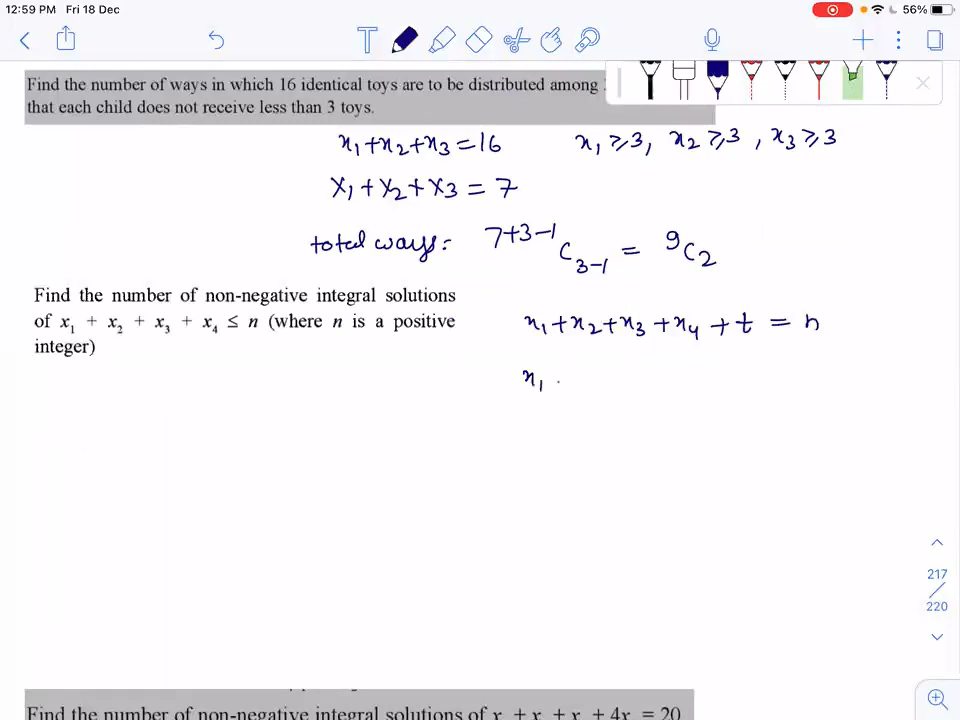 12:59 PM Fri 18 Dec
56%
Find the number of ways in which 16 identical toys are to be distributed among
that each child does not receive less than 3 toys.
x₁+x₂+x₃=16 x₁≥3, x₂≥3, x₃≥3
X₁+X₂+X₃ = 7
total ways: ⁷⁺³⁻¹C₃₋₁ = ⁹C₂
Find the number of non-negative integral solutions
of x₁ + x₂ + x₃ + x₄ ≤ n (where n is a positive
integer)
x₁+x₂+x₃+x₄+t = n
x₁
217
220
Find the number of non-negative integral solutions of x + x + x + 4x = 20